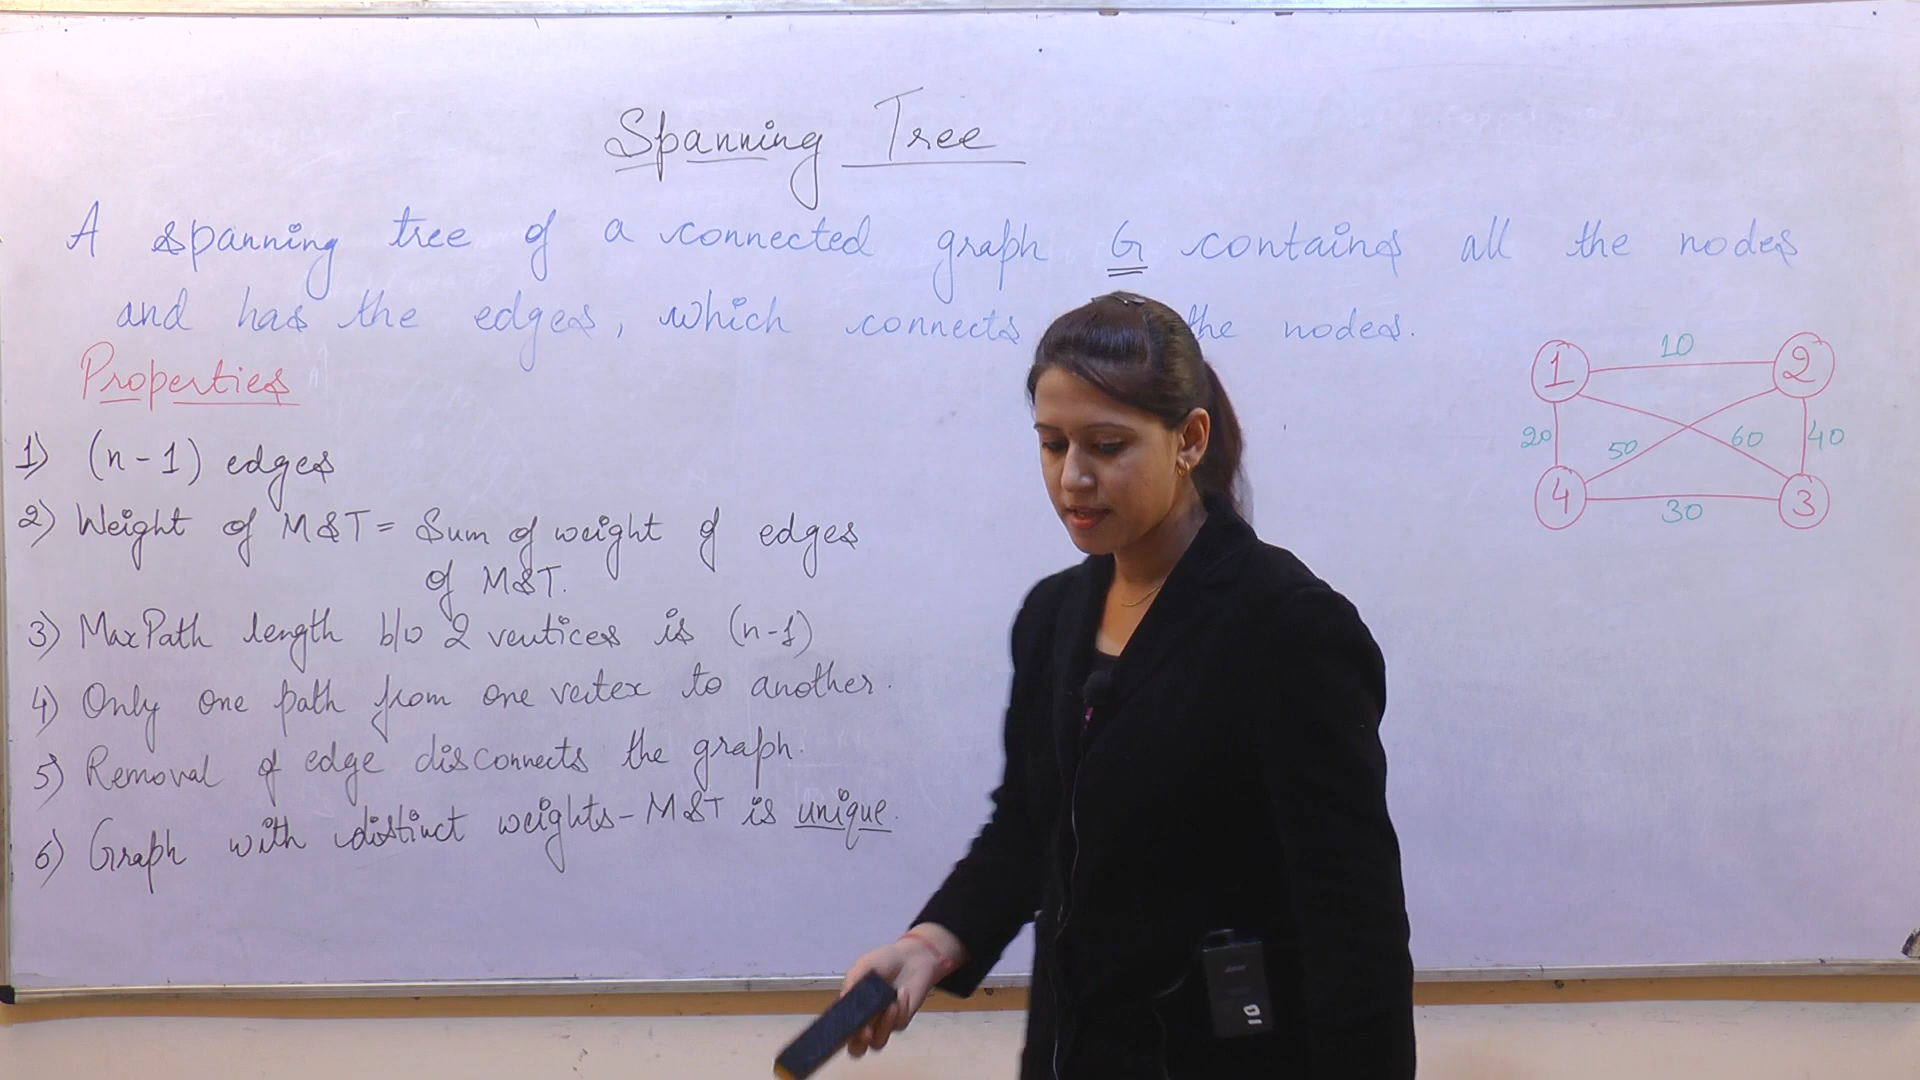 Spanning Tree
A spanning tree of a connected graph G contains all the nodes
and has the edges, which connects the nodes.
Properties
1) (n-1) edges
2) Weight of MST = Sum of weight of edges
of MST.
3) Max Path length b/w 2 vertices is (n-1)
4) Only one path from one vertex to another.
5) Removal of edge disconnects the graph.
6) Graph with distinct weights - MST is unique.
10
1 2
20 50 60 40
4 3
30
01